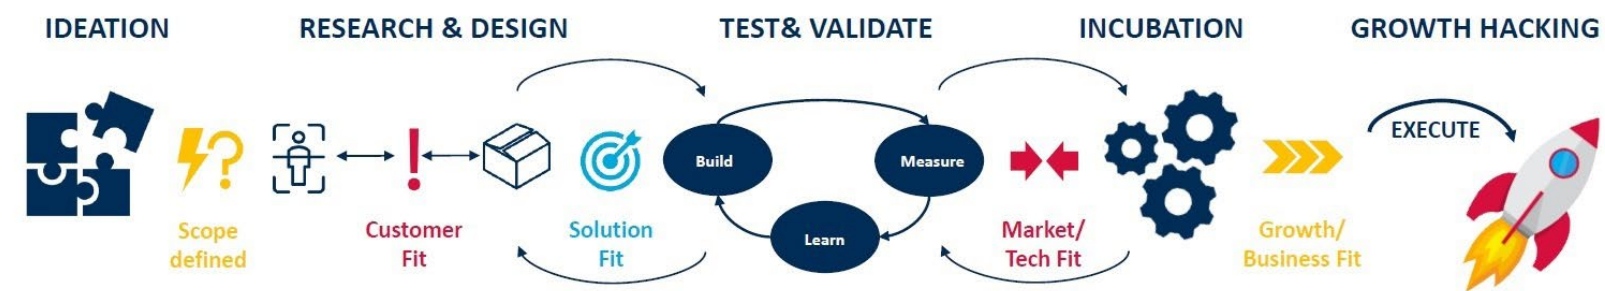 IDEATION
RESEARCH & DESIGN
TEST& VALIDATE
INCUBATION
GROWTH HACKING
EXECUTE
Build
Measure
Learn
Scope
defined
Customer
Fit
Solution
Fit
Market/
Tech Fit
Growth/
Business Fit